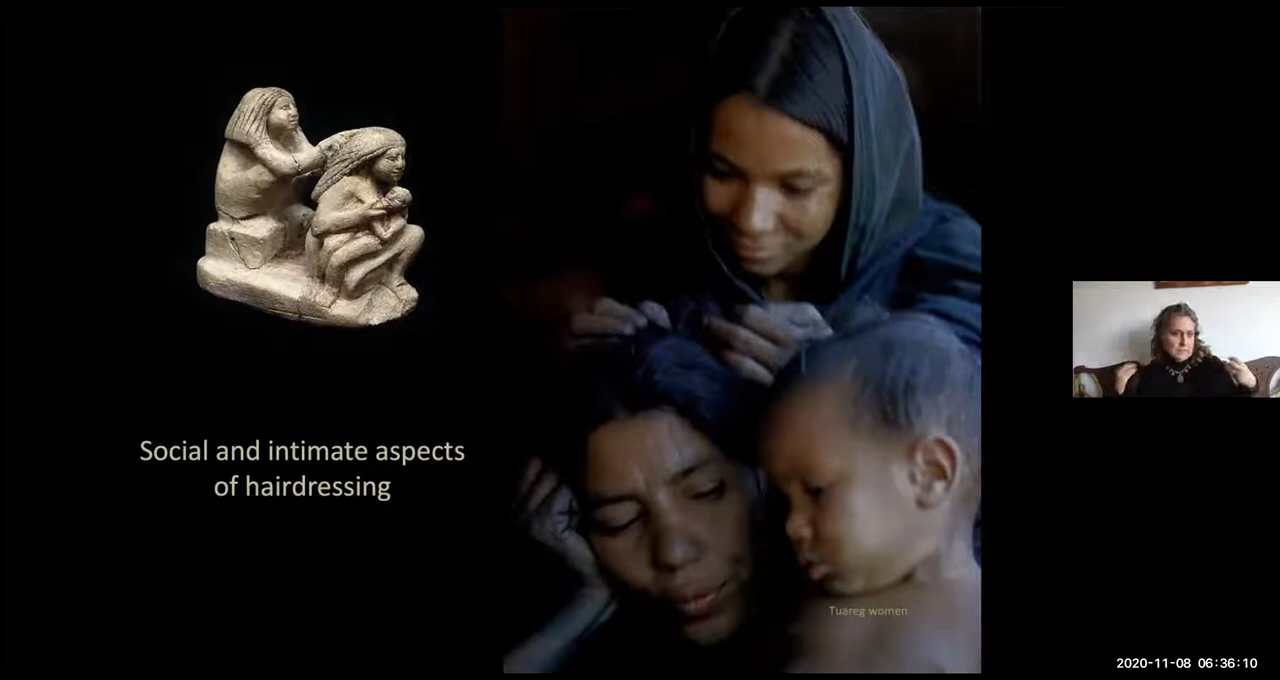 Social and intimate aspects
of hairdressing
Tuareg women
2020-11-08 06:36:10